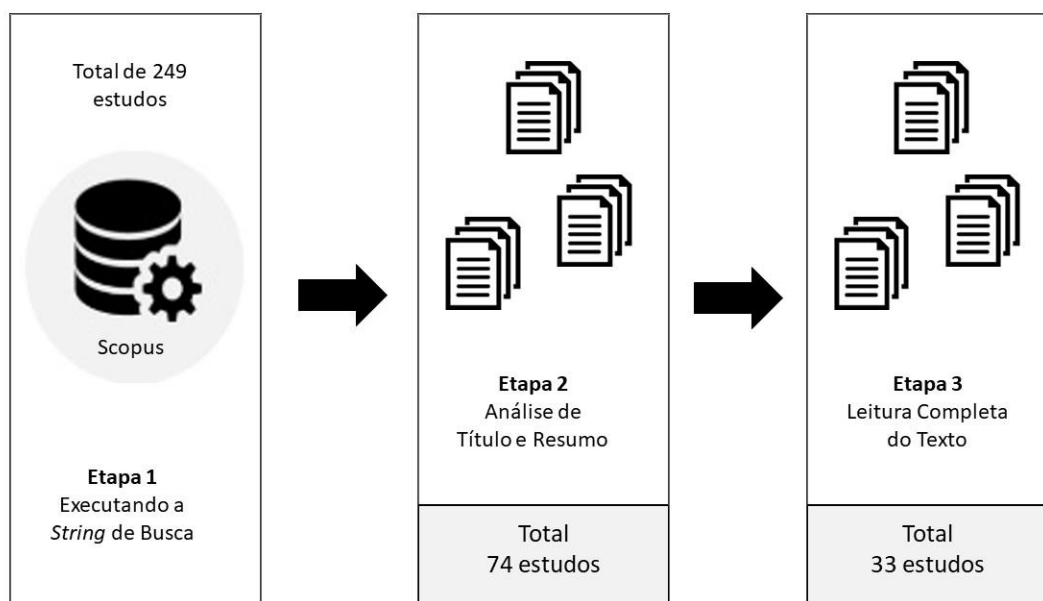 Total de 249
estudos
Scopus
Etapa 1
Executando a
String de Busca
Etapa 2
Análise de
Título e Resumo
Total
74 estudos
Etapa 3
Leitura Completa
do Texto
Total
33 estudos